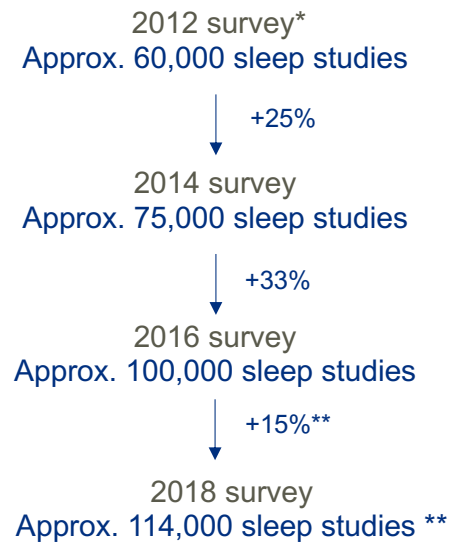 2012 survey*
Approx. 60,000 sleep studies
+25%
2014 survey
Approx. 75,000 sleep studies
+33%
2016 survey
Approx. 100,000 sleep studies
+15%**
2018 survey
Approx. 114,000 sleep studies **